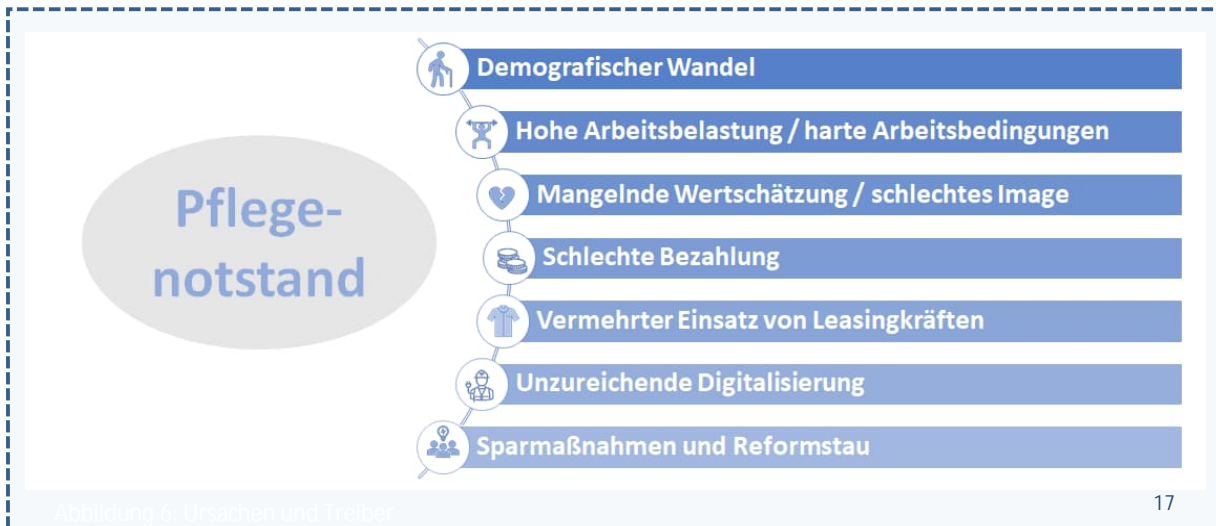 Pflege-
notstand
Demografischer Wandel
Hohe Arbeitsbelastung / harte Arbeitsbedingungen
Mangelnde Wertschätzung / schlechtes Image
Schlechte Bezahlung
Vermehrter Einsatz von Leasingkräften
Unzureichende Digitalisierung
Sparmaßnahmen und Reformstau
Abbildung 6: Ursachen und Treiber
17